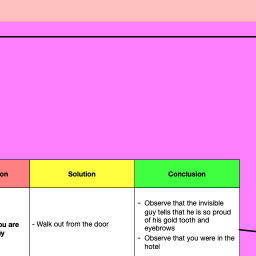 on Solution Conclusion
- Observe that the invisible
guy tells that he is so proud
of his gold tooth and
eyebrows
ou are - Walk out from the door
y
- Observe that you were in the
hotel